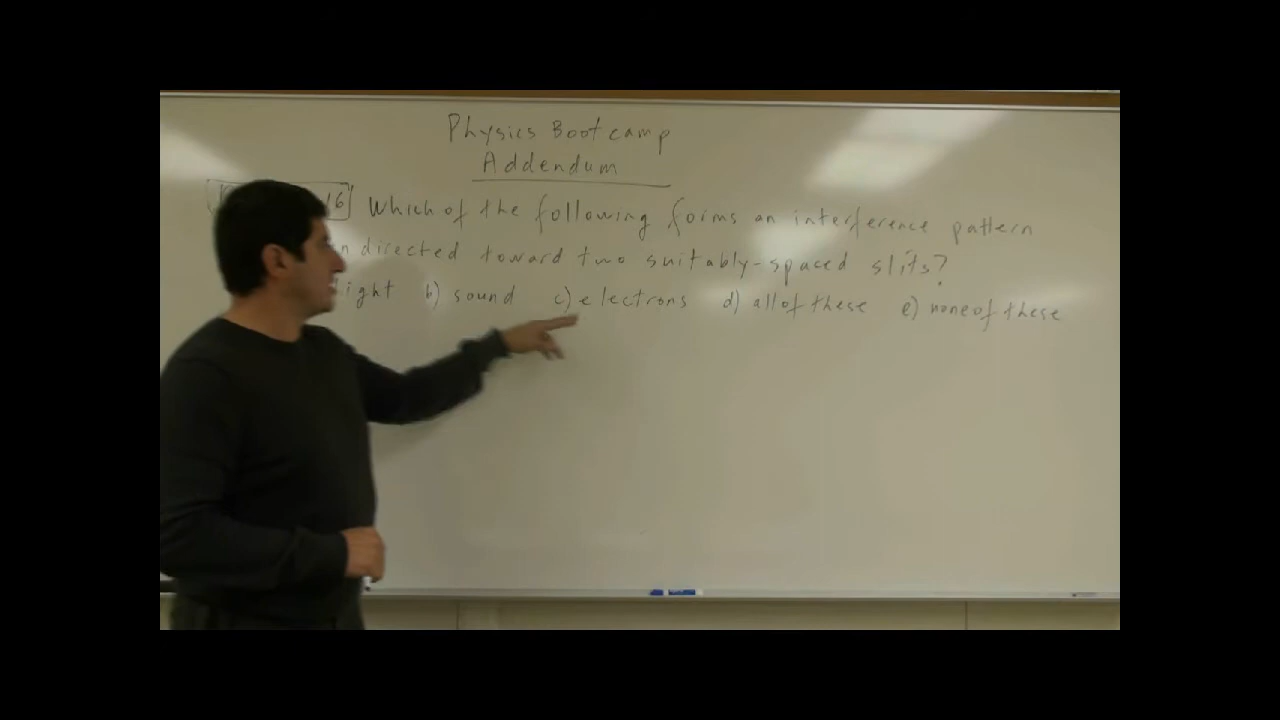 Physics Bootcamp
Addendum
16 Which of the following forms an interference pattern
directed toward two suitably-spaced slits?
light b) sound c) electrons d) all of these e) none of these